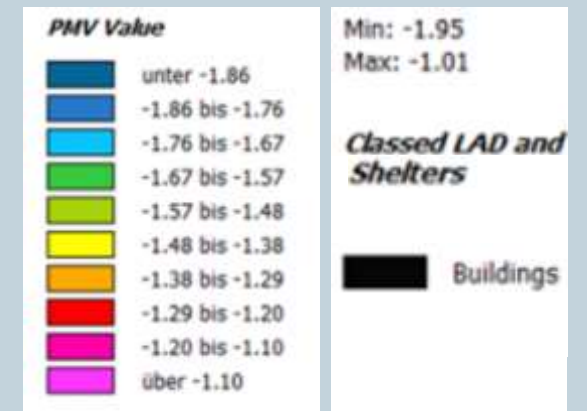 PMV Value
unter -1.86
-1.86 bis -1.76
-1.76 bis -1.67
-1.67 bis -1.57
-1.57 bis -1.48
-1.48 bis -1.38
-1.38 bis -1.29
-1.29 bis -1.20
-1.20 bis -1.10
über -1.10
Min: -1.95
Max: -1.01
Classed LAD and
Shelters
Buildings